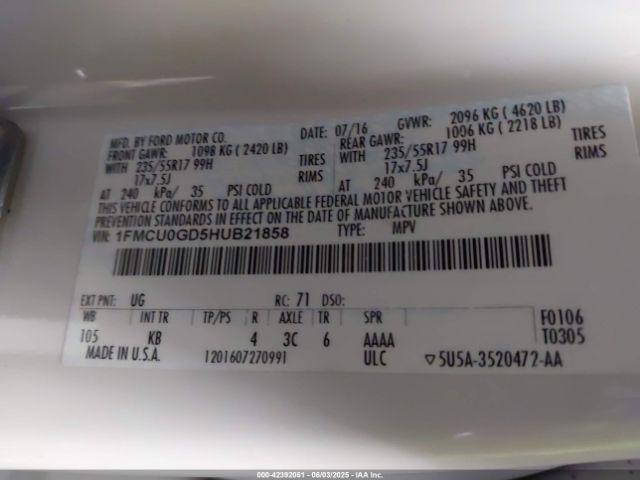 MFD. BY FORD MOTOR CO. DATE: 07/16 GVWR: 2096 KG ( 4620 LB)
FRONT GAWR: 1098 KG ( 2420 LB) REAR GAWR: 1006 KG ( 2218 LB)
WITH 235/55R17 99H TIRES WITH 235/55R17 99H TIRES
17x7.5J RIMS 17x7.5J RIMS
AT 240 kPa/ 35 PSI COLD AT 240 kPa/ 35 PSI COLD
THIS VEHICLE CONFORMS TO ALL APPLICABLE FEDERAL MOTOR VEHICLE SAFETY AND THEFT
PREVENTION STANDARDS IN EFFECT ON THE DATE OF MANUFACTURE SHOWN ABOVE.
VIN: 1FMCU0GD5HUB21858 TYPE: MPV
EXT PNT: UG RC: 71 DSO:
WB INT TR TP/PS R AXLE TR SPR F0106
105 KB 4 3C 6 AAAA T0305
MADE IN U.S.A. 1201607270991 ULC ▽5U5A-3520472-AA
000-42392061 - 06/03/2025 - IAA Inc.